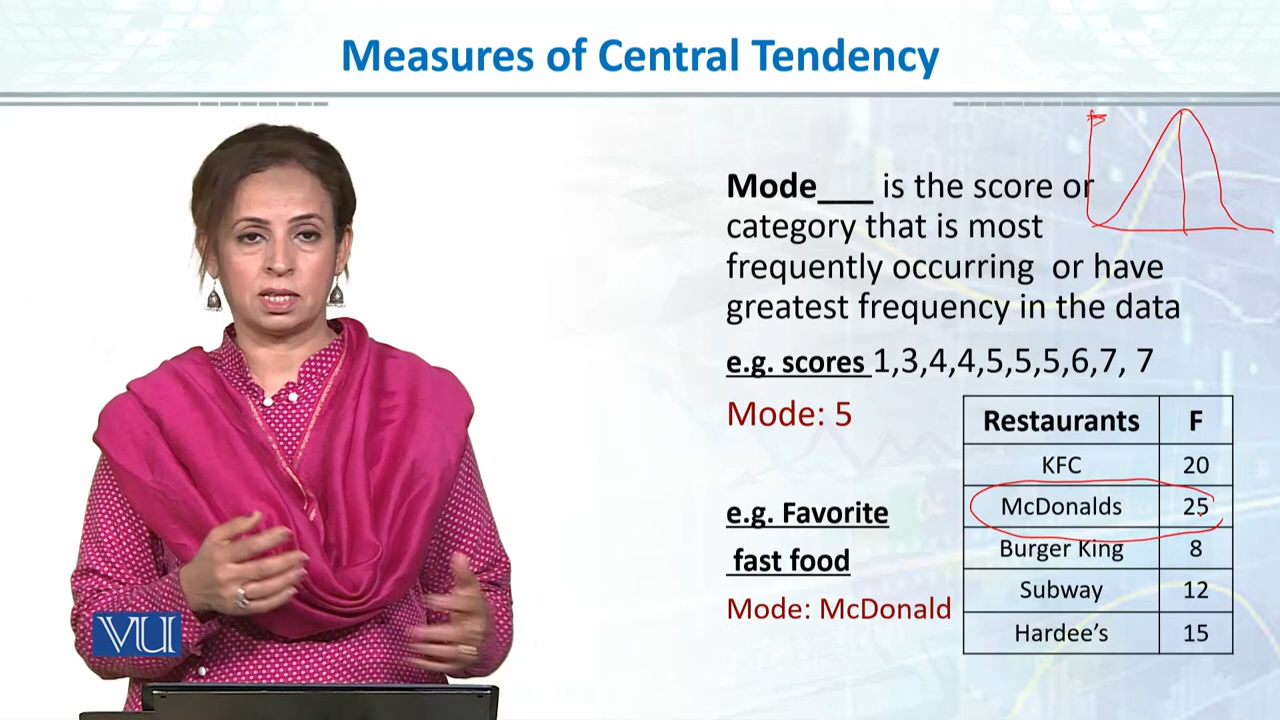 Measures of Central Tendency
Mode___ is the score or
category that is most
frequently occurring or have
greatest frequency in the data
e.g. scores 1,3,4,4,5,5,5,6,7, 7
Mode: 5
e.g. Favorite
fast food
Mode: McDonald
Restaurants F
KFC 20
McDonalds 25
Burger King 8
Subway 12
Hardee’s 15
VU